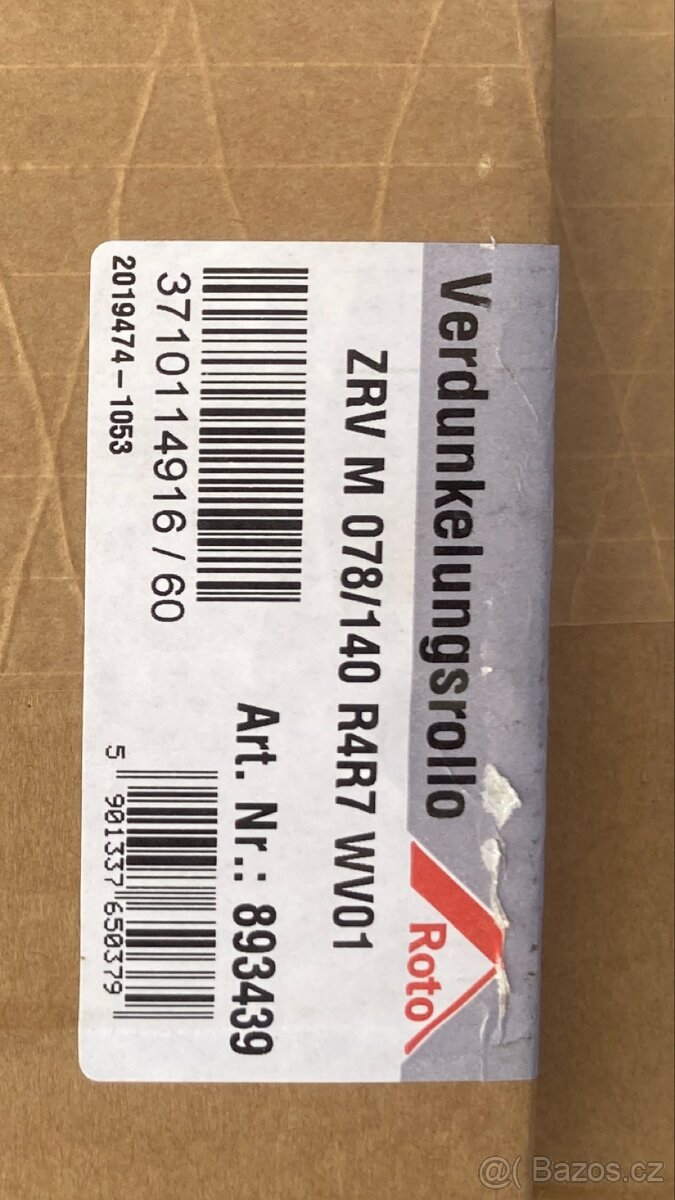 Verdunkelungsrollo
Roto
ZRV M 078/140 R4R7 WV01
3710114916 / 60
2019474-1053
Art. Nr.: 893439
5 901337 650379
@( Bazos.cz